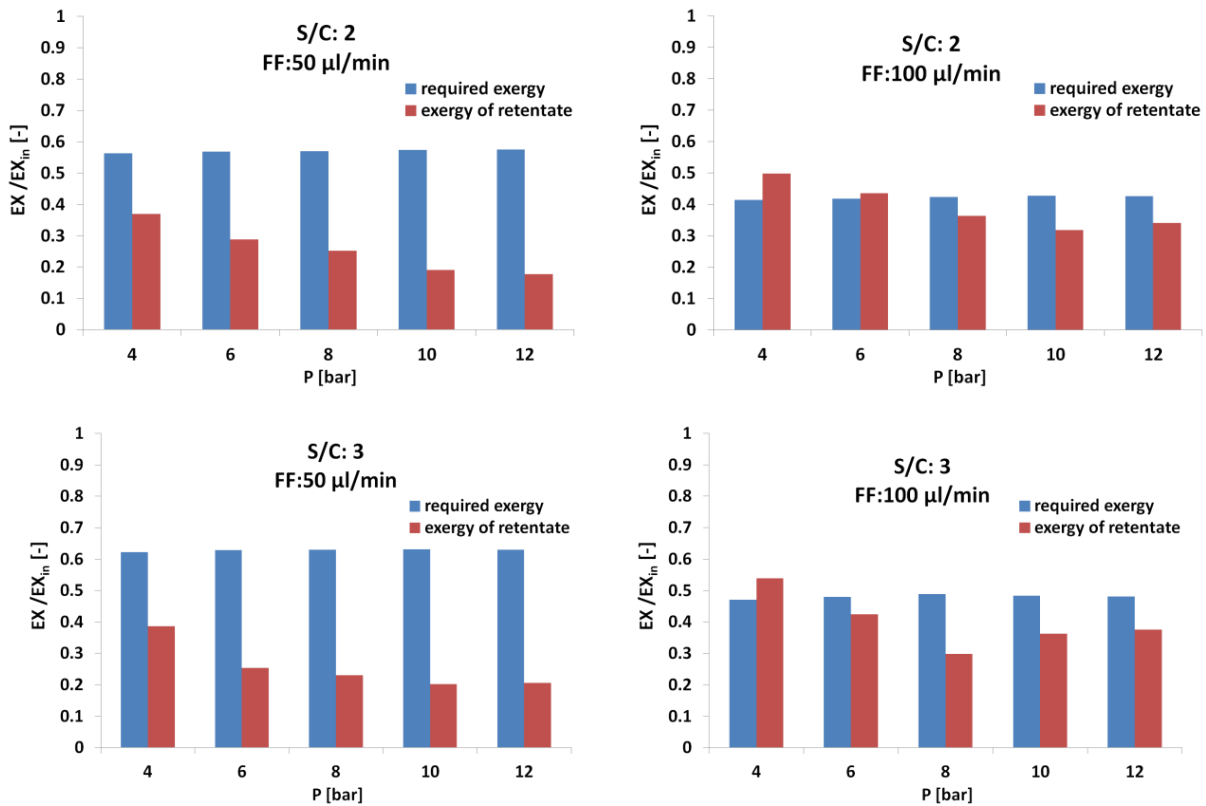 S/C: 2
FF:50 µl/min
required exergy
exergy of retentate
EX /EXin [-]
1
0.9
0.8
0.7
0.6
0.5
0.4
0.3
0.2
0.1
0
4 6 8 10 12
P [bar]
S/C: 2
FF:100 µl/min
required exergy
exergy of retentate
EX /EXin [-]
1
0.9
0.8
0.7
0.6
0.5
0.4
0.3
0.2
0.1
0
4 6 8 10 12
P [bar]
S/C: 3
FF:50 µl/min
required exergy
exergy of retentate
EX /EXin [-]
1
0.9
0.8
0.7
0.6
0.5
0.4
0.3
0.2
0.1
0
4 6 8 10 12
P [bar]
S/C: 3
FF:100 µl/min
required exergy
exergy of retentate
EX /EXin [-]
1
0.9
0.8
0.7
0.6
0.5
0.4
0.3
0.2
0.1
0
4 6 8 10 12
P [bar]